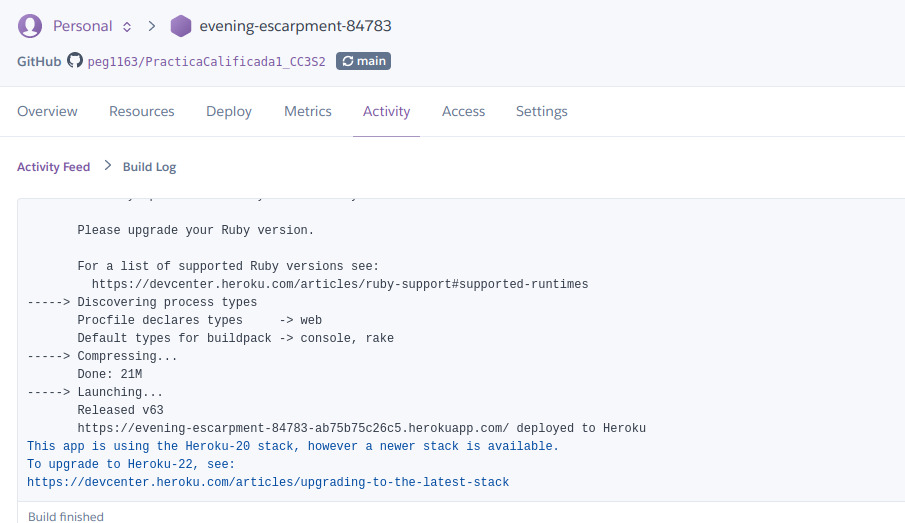 Personal > evening-escarpment-84783
GitHub peg1163/PracticaCalificada1_CC3S2 main
Overview Resources Deploy Metrics Activity Access Settings
Activity Feed > Build Log
Please upgrade your Ruby version.
For a list of supported Ruby versions see:
https://devcenter.heroku.com/articles/ruby-support#supported-runtimes
-----> Discovering process types
Procfile declares types -> web
Default types for buildpack -> console, rake
-----> Compressing...
Done: 21M
-----> Launching...
Released v63
https://evening-escarpment-84783-ab75b75c26c5.herokuapp.com/ deployed to Heroku
This app is using the Heroku-20 stack, however a newer stack is available.
To upgrade to Heroku-22, see:
https://devcenter.heroku.com/articles/upgrading-to-the-latest-stack
Build finished